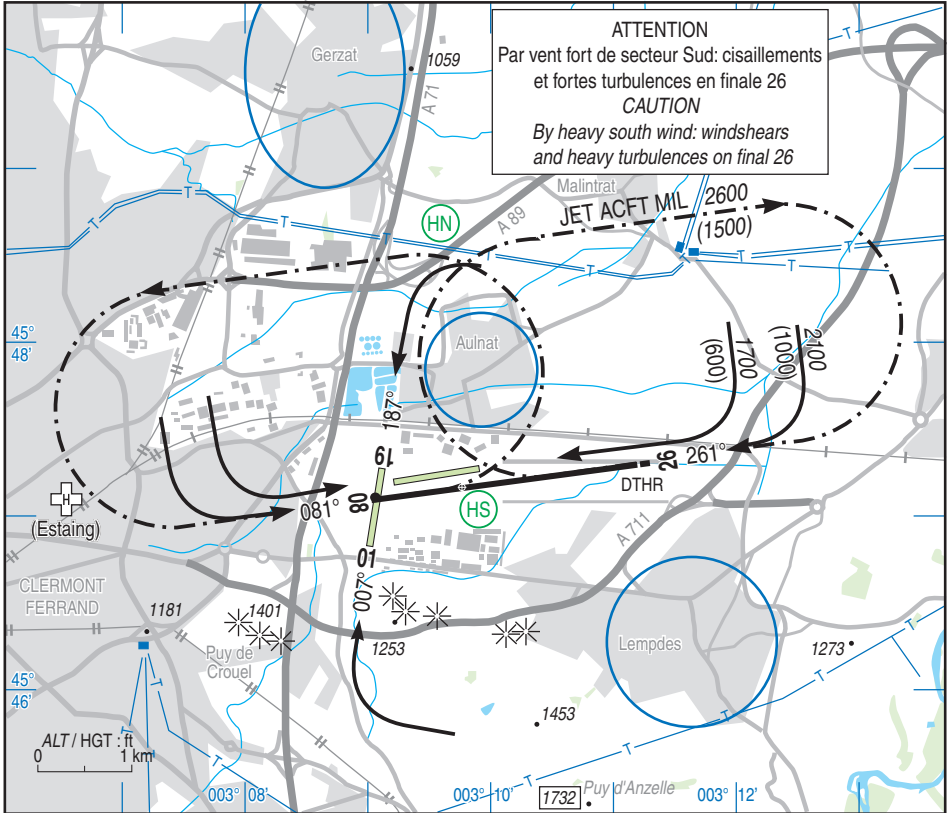 ATTENTION
Par vent fort de secteur Sud: cisaillements
et fortes turbulences en finale 26
CAUTION
By heavy south wind: windshears
and heavy turbulences on final 26
Gerzat
1059
A 71
Malintrat
JET ACFT MIL 2600
(1500)
HN
A 89
T
T
T
T
T
T
45°
48'
Aulnat
1700
(600)
2100
(1000)
187°
19
26
261°
DTHR
08
081°
HS
H
(Estaing)
A 711
01
007°
CLERMONT
FERRAND
1181
1401
1253
Puy de
Crouel
Lempdes
1273
45°
46'
T
T
T
T
T
1453
ALT / HGT : ft
0 1 km
003° 08'
003° 10'
003° 12'
1732
Puy d'Anzelle